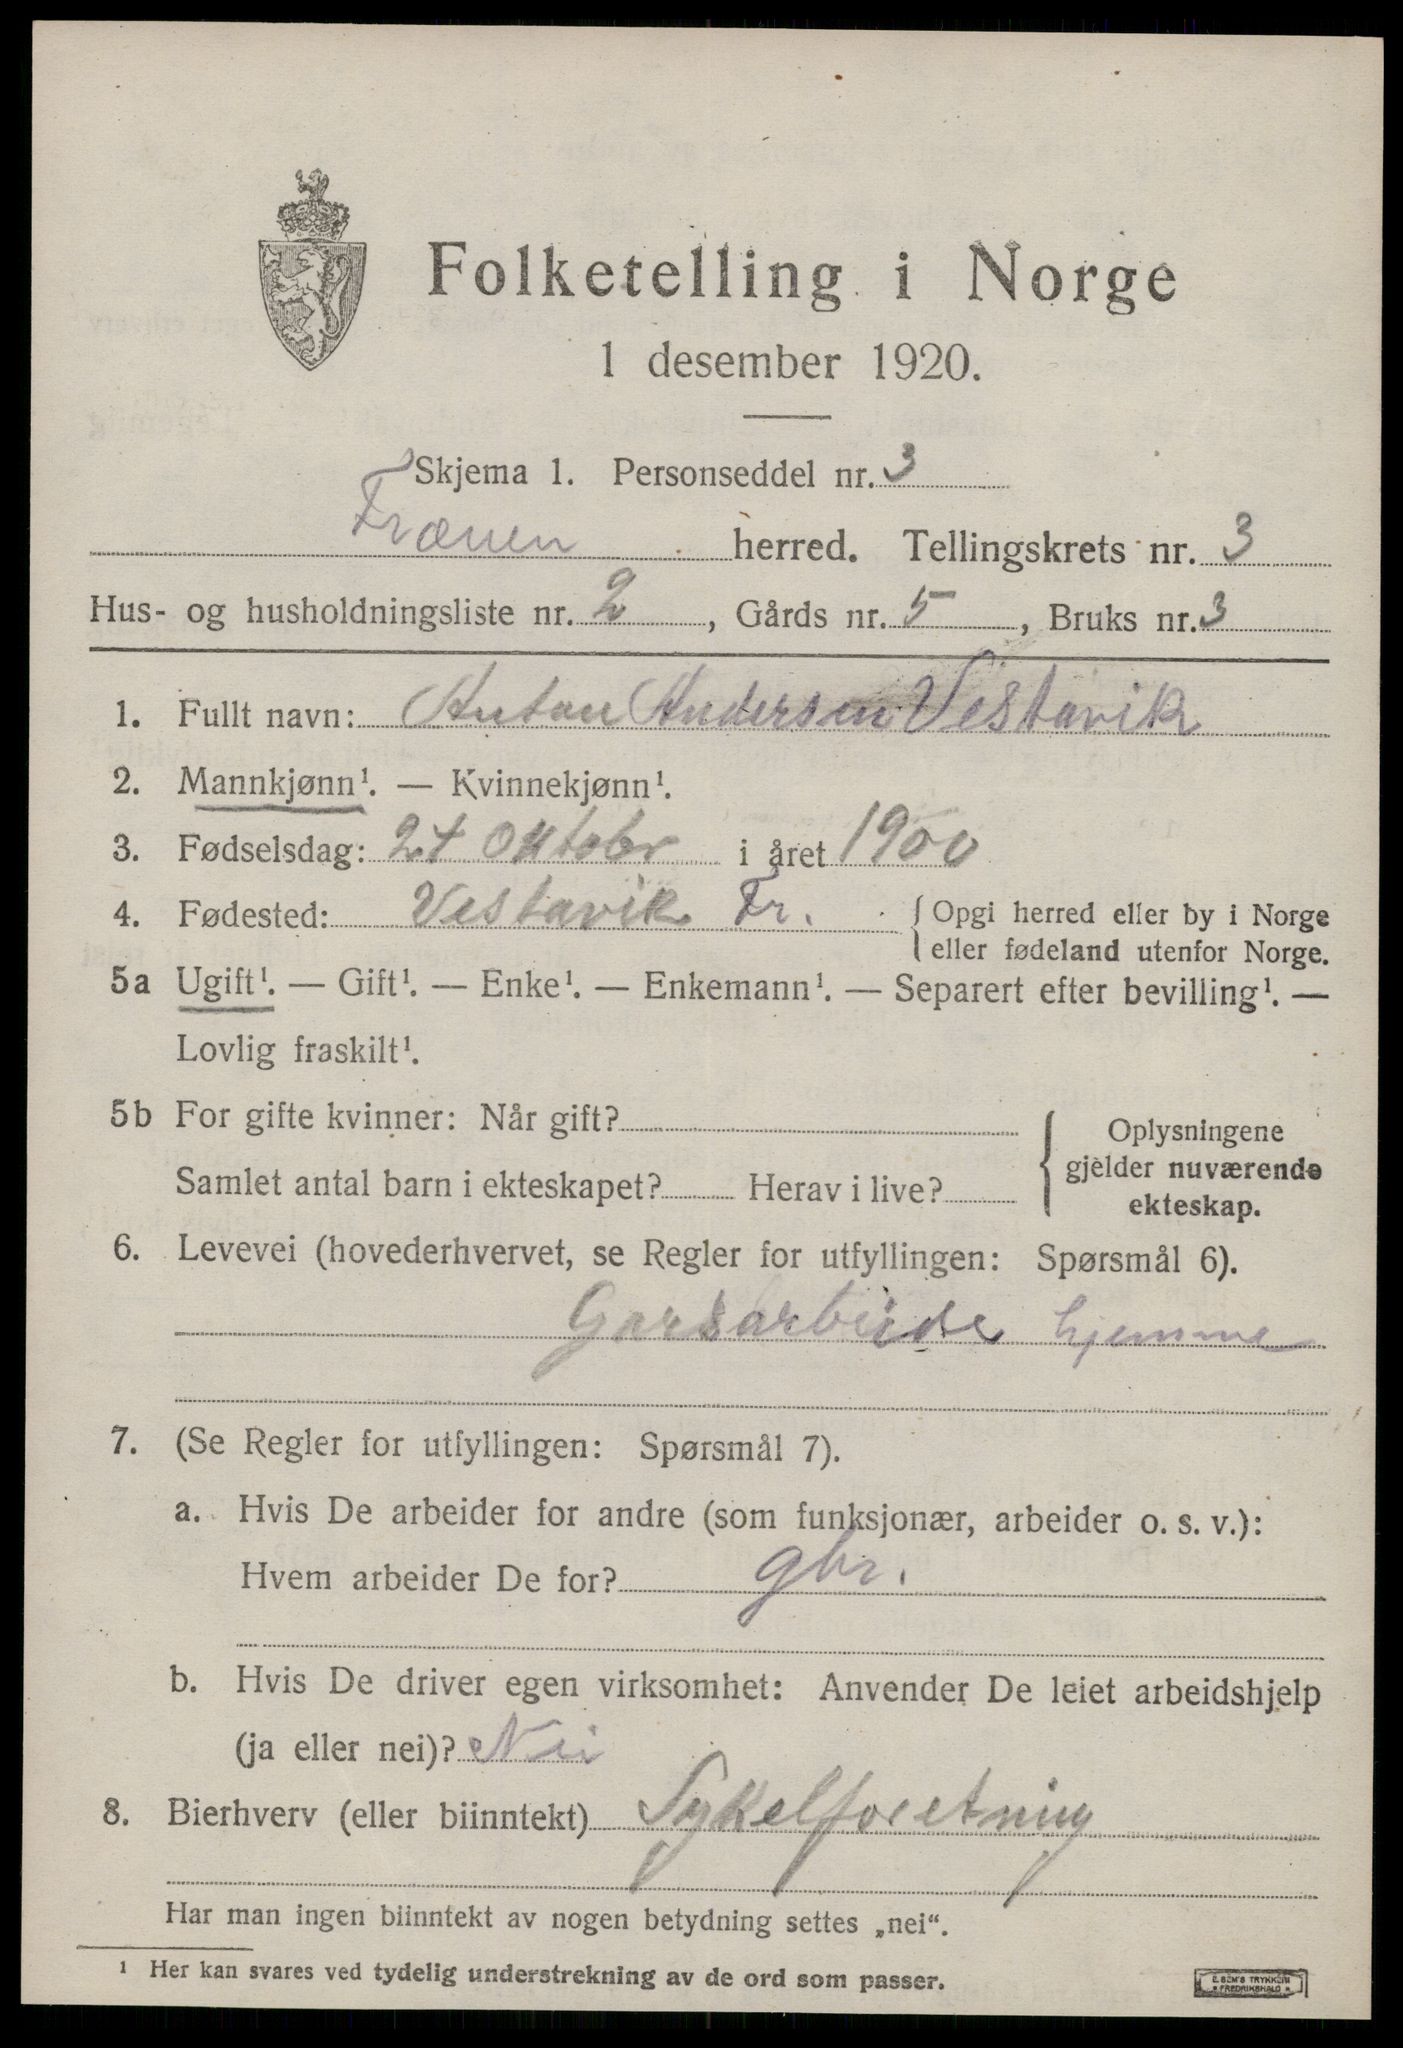 Folketelling i Norge
1 desember 1920.
Skjema 1. Personseddel nr. 3
Frænen herred. Tellingskrets nr. 3
Hus- og husholdningsliste nr. 2, Gårds nr. 5, Bruks nr. 3
1. Fullt navn: Anton Andersen Vestavik
2. Mannkjønn¹. — Kvinnekjønn¹.
3. Fødselsdag: 24 Oktobr i året 1900
4. Fødested: Vestavik Fr. { Opgi herred eller by i Norge
eller fødeland utenfor Norge.
5a Ugift¹. — Gift¹. — Enke¹. — Enkemann¹. — Separert efter bevilling¹. —
Lovlig fraskilt¹.
5b For gifte kvinner: Når gift?
Samlet antal barn i ekteskapet? Herav i live?
{ Oplysningene
gjelder nuværende
ekteskap.
6. Levevei (hovederhvervet, se Regler for utfyllingen: Spørsmål 6).
Garsarbeide hjemme
7. (Se Regler for utfyllingen: Spørsmål 7).
a. Hvis De arbeider for andre (som funksjonær, arbeider o. s. v.):
Hvem arbeider De for? gbr.
b. Hvis De driver egen virksomhet: Anvender De leiet arbeidshjelp
(ja eller nei)? Nei
8. Bierhverv (eller biinntekt) Sykelforetning
Har man ingen biinntekt av nogen betydning settes „nei“.
¹ Her kan svares ved tydelig understrekning av de ord som passer.
E. SEM'S TRYKKERI
* FREDRIKSHALD *